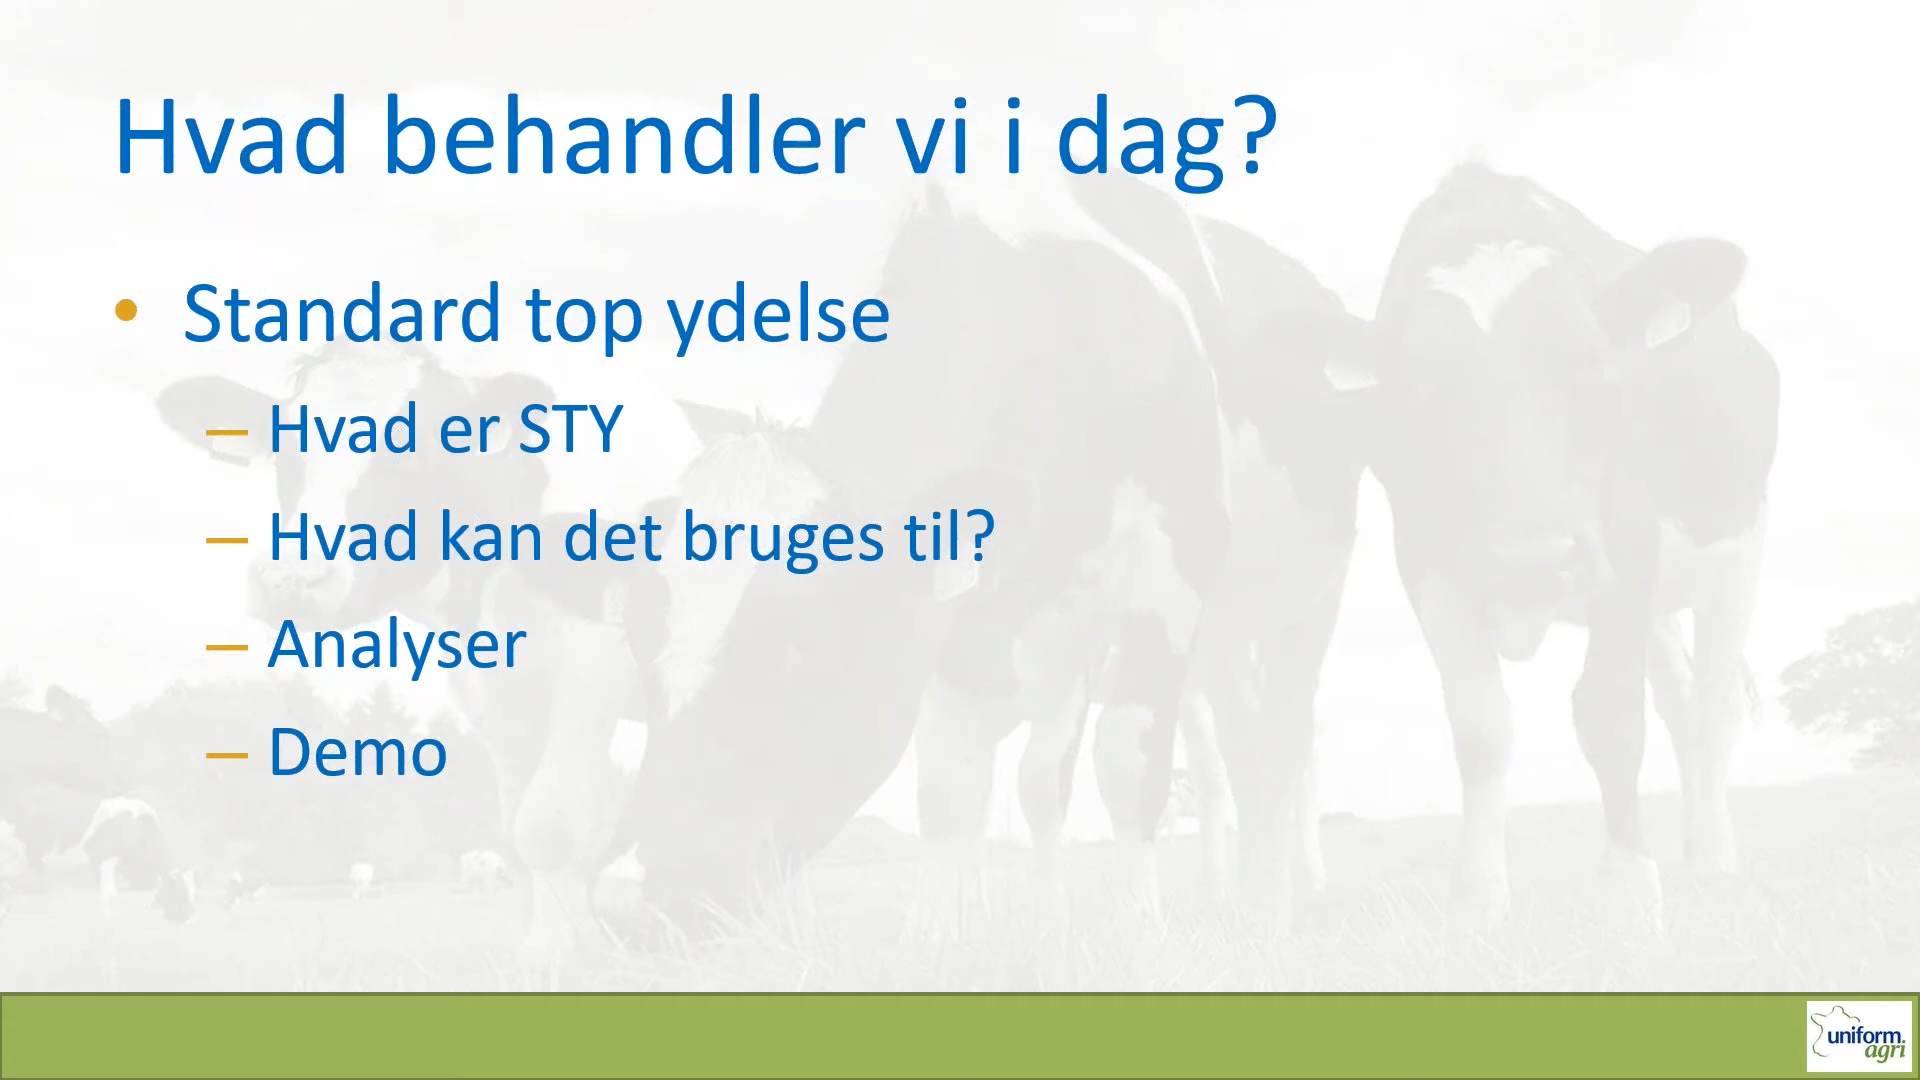 Hvad behandler vi i dag?
• Standard top ydelse
– Hvad er STY
– Hvad kan det bruges til?
– Analyser
– Demo
uniform
agri